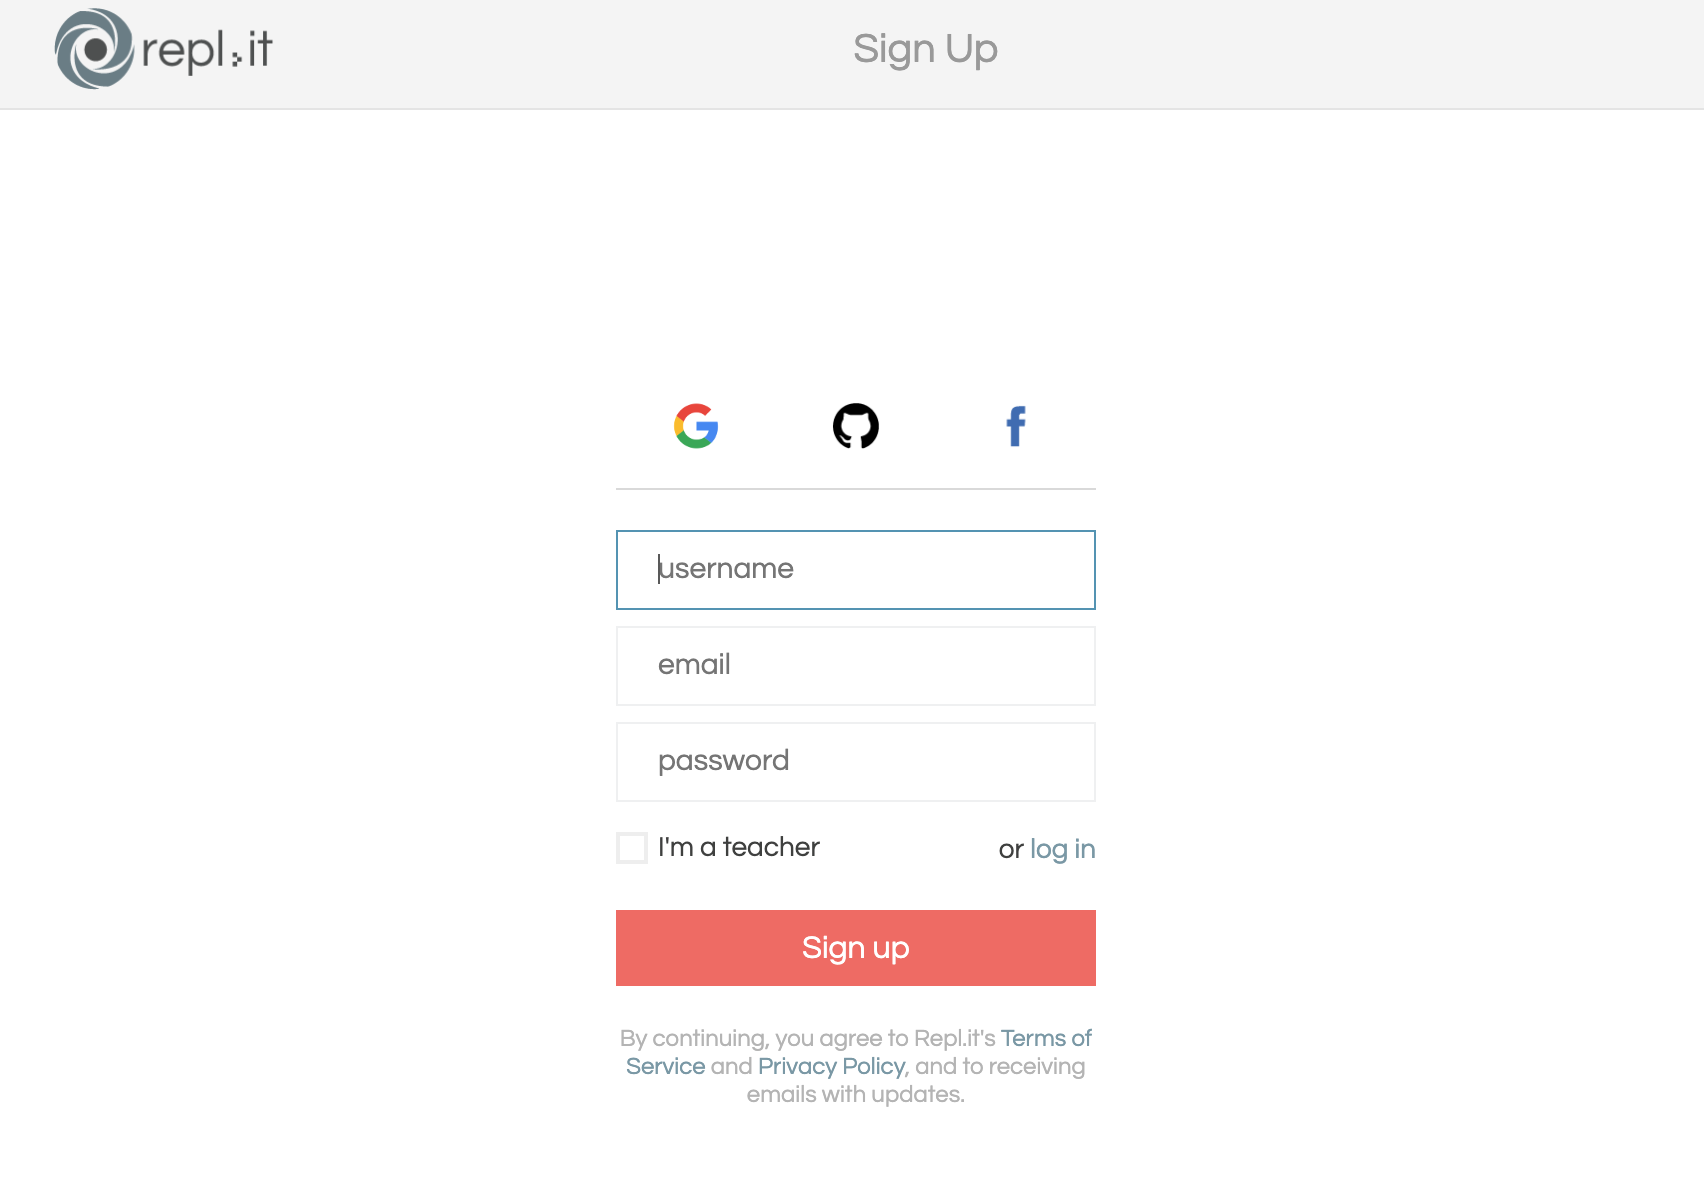 repl.it
Sign Up
username
email
password
I'm a teacher
or log in
Sign up
By continuing, you agree to Repl.it's Terms of
Service and Privacy Policy, and to receiving
emails with updates.